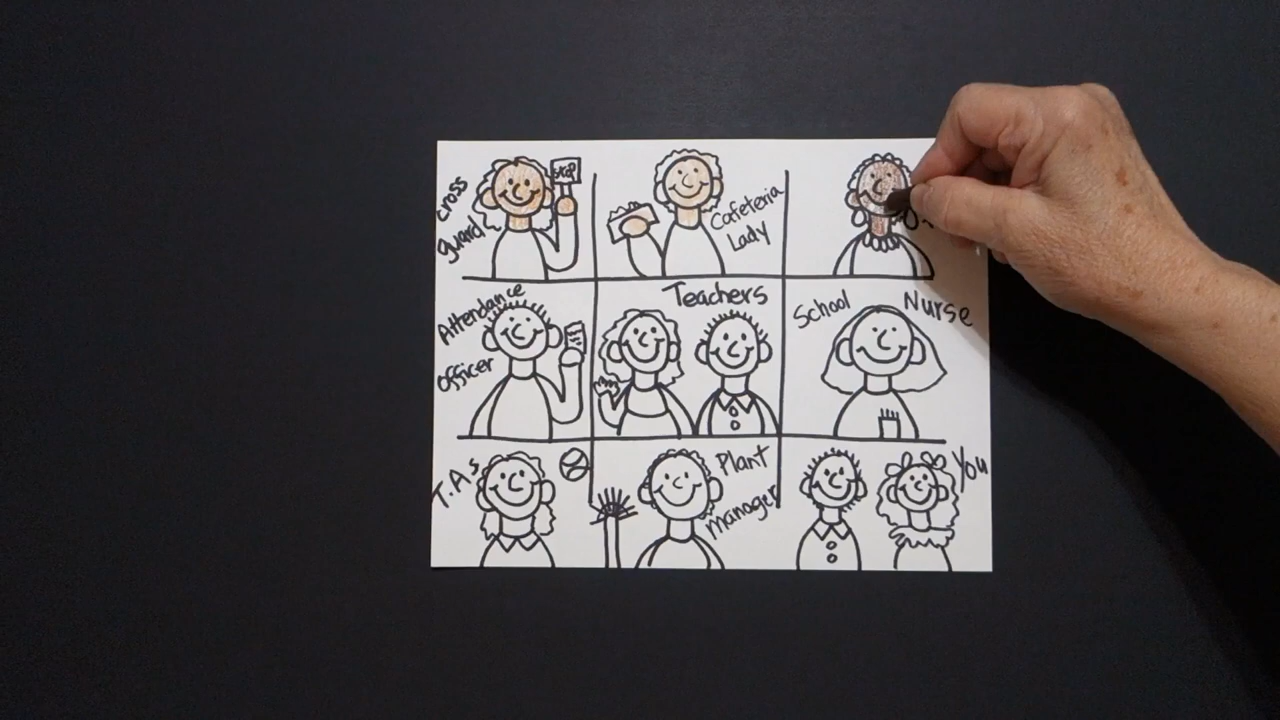 cross
guard
stop
Cafeteria
Lady
Attendance
Officer
Teachers
School Nurse
T.A.s
Plant
manager
You